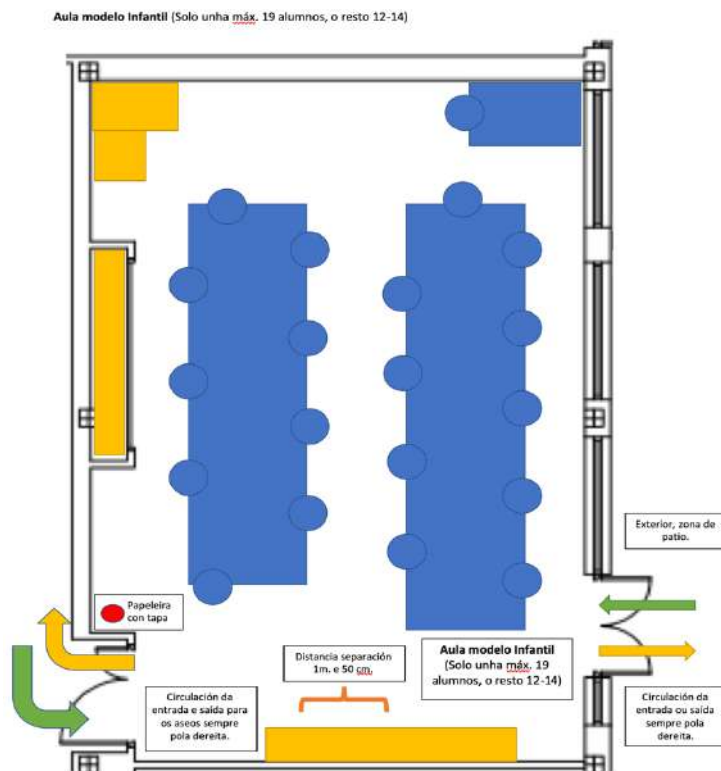 Aula modelo Infantil (Solo unha máx. 19 alumnos, o resto 12-14)
Exterior, zona de
patio.
Papeleira
con tapa
Distancia separación
1m. e 50 cm.
Aula modelo Infantil
(Solo unha máx. 19
alumnos, o resto 12-14)
Circulación da
entrada e saída para
os aseos sempre
pola dereita.
Circulación da
entrada ou saída
sempre pola
dereita.